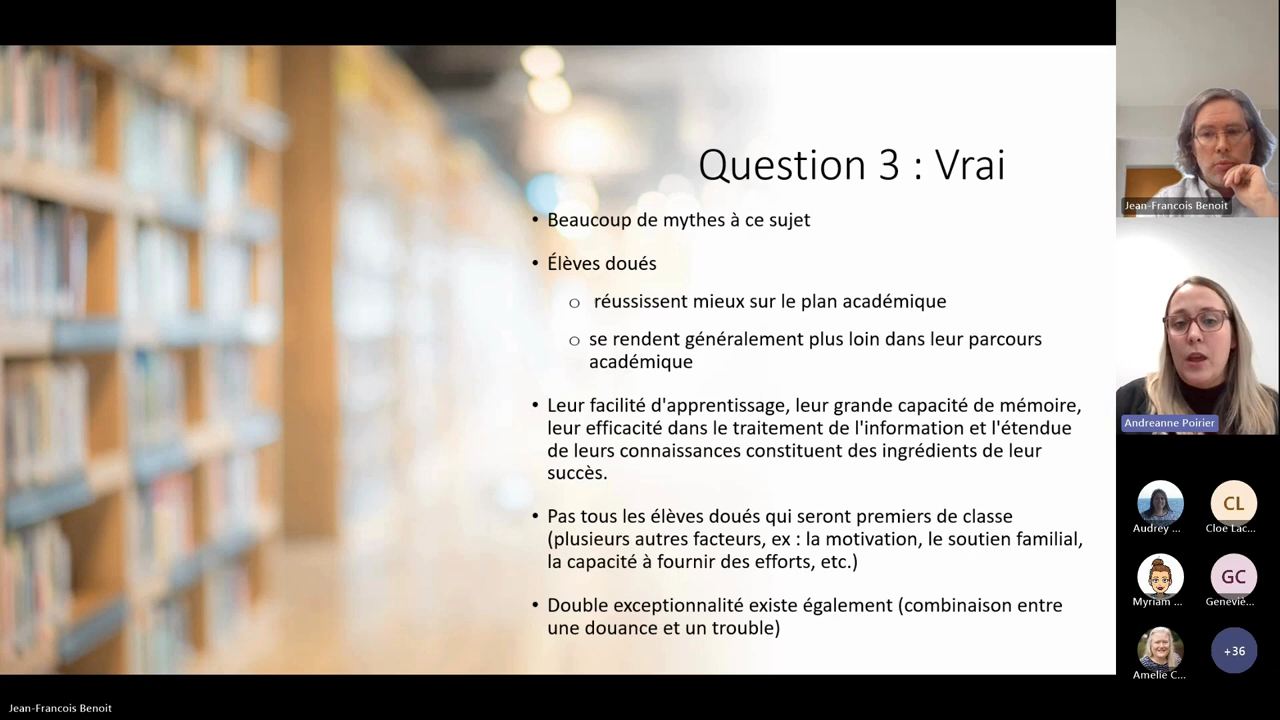 Question 3 : Vrai
• Beaucoup de mythes à ce sujet
• Élèves doués
o réussissent mieux sur le plan académique
o se rendent généralement plus loin dans leur parcours
académique
• Leur facilité d'apprentissage, leur grande capacité de mémoire,
leur efficacité dans le traitement de l'information et l'étendue
de leurs connaissances constituent des ingrédients de leur
succès.
• Pas tous les élèves doués qui seront premiers de classe
(plusieurs autres facteurs, ex : la motivation, le soutien familial,
la capacité à fournir des efforts, etc.)
• Double exceptionnalité existe également (combinaison entre
une douance et un trouble)
Jean-Francois Benoit
Andreanne Poirier
CL
Audrey ...
Cloe Lac...
GC
Myriam ...
Geneviè...
+36
Amelie C...
Jean-Francois Benoit